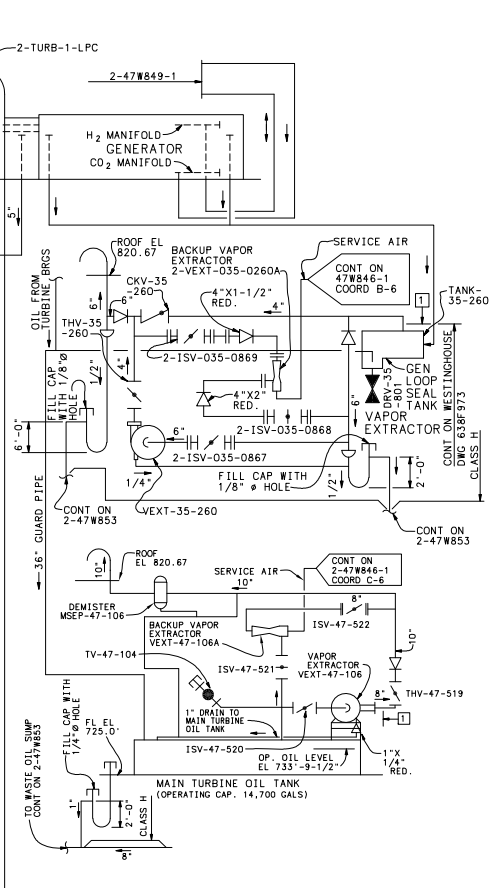 2-TURB-1-LPC
2-47W849-1
H2 MANIFOLD
GENERATOR
CO2 MANIFOLD
5"
ROOF EL
820.67
BACKUP VAPOR
EXTRACTOR
2-VEXT-035-0260A
SERVICE AIR
CONT ON
47W846-1
COORD B-6
TANK-
35-260
1
OIL FROM
TURBINE BRGS
6"
6"
CKV-35
-260
4"X1-1/2"
RED.
4"
THV-35
-260
2-ISV-035-0869
4"
1/2"
FILL CAP
WITH 1/8"Ø
HOLE
4"X2"
RED.
6"
DRV-35
-801
GEN
LOOP
SEAL
TANK
VAPOR
EXTRACTOR
CONT ON WESTINGHOUSE
DWG 638F973
CLASS H
6'-0"
2-ISV-035-0868
6"
2-ISV-035-0867
1/4"
FILL CAP WITH
1/8" Ø HOLE
1/2"
2'-0"
CONT ON
2-47W853
VEXT-35-260
CONT ON
2-47W853
36" GUARD PIPE
ROOF
EL 820.67
10"
SERVICE AIR
CONT ON
2-47W846-1
COORD C-6
10"
DEMISTER
MSEP-47-106
8"
ISV-47-522
BACKUP VAPOR
EXTRACTOR
VEXT-47-106A
10"
TV-47-104
ISV-47-521
VAPOR
EXTRACTOR
VEXT-47-106
8"
THV-47-519
1
1" DRAIN TO
MAIN TURBINE
OIL TANK
ISV-47-520
OP. OIL LEVEL
EL 733'-9-1/2"
1"X
1/4"
RED.
FILL CAP WITH
1/4"Ø HOLE
FL EL
725.0'
MAIN TURBINE OIL TANK
(OPERATING CAP. 14,700 GALS)
TO WASTE OIL SUMP
CONT ON 2-47W853
1"
2'-0"
CLASS H
8"